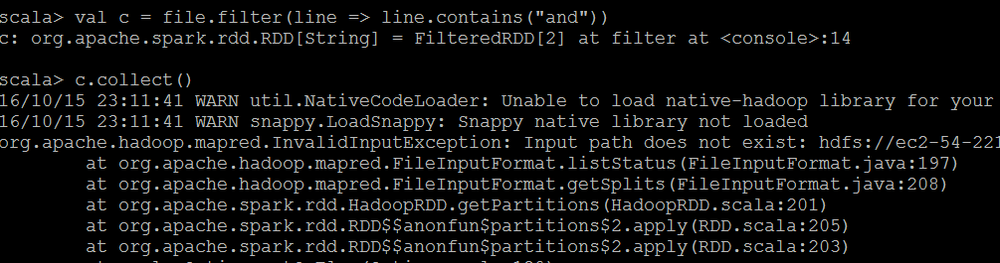 scala> val c = file.filter(line => line.contains("and"))
c: org.apache.spark.rdd.RDD[String] = FilteredRDD[2] at filter at <console>:14
scala> c.collect()
16/10/15 23:11:41 WARN util.NativeCodeLoader: Unable to load native-hadoop library for your
16/10/15 23:11:41 WARN snappy.LoadSnappy: Snappy native library not loaded
org.apache.hadoop.mapred.InvalidInputException: Input path does not exist: hdfs://ec2-54-221
at org.apache.hadoop.mapred.FileInputFormat.listStatus(FileInputFormat.java:197)
at org.apache.hadoop.mapred.FileInputFormat.getSplits(FileInputFormat.java:208)
at org.apache.spark.rdd.HadoopRDD.getPartitions(HadoopRDD.scala:201)
at org.apache.spark.rdd.RDD$$anonfun$partitions$2.apply(RDD.scala:205)
at org.apache.spark.rdd.RDD$$anonfun$partitions$2.apply(RDD.scala:203)